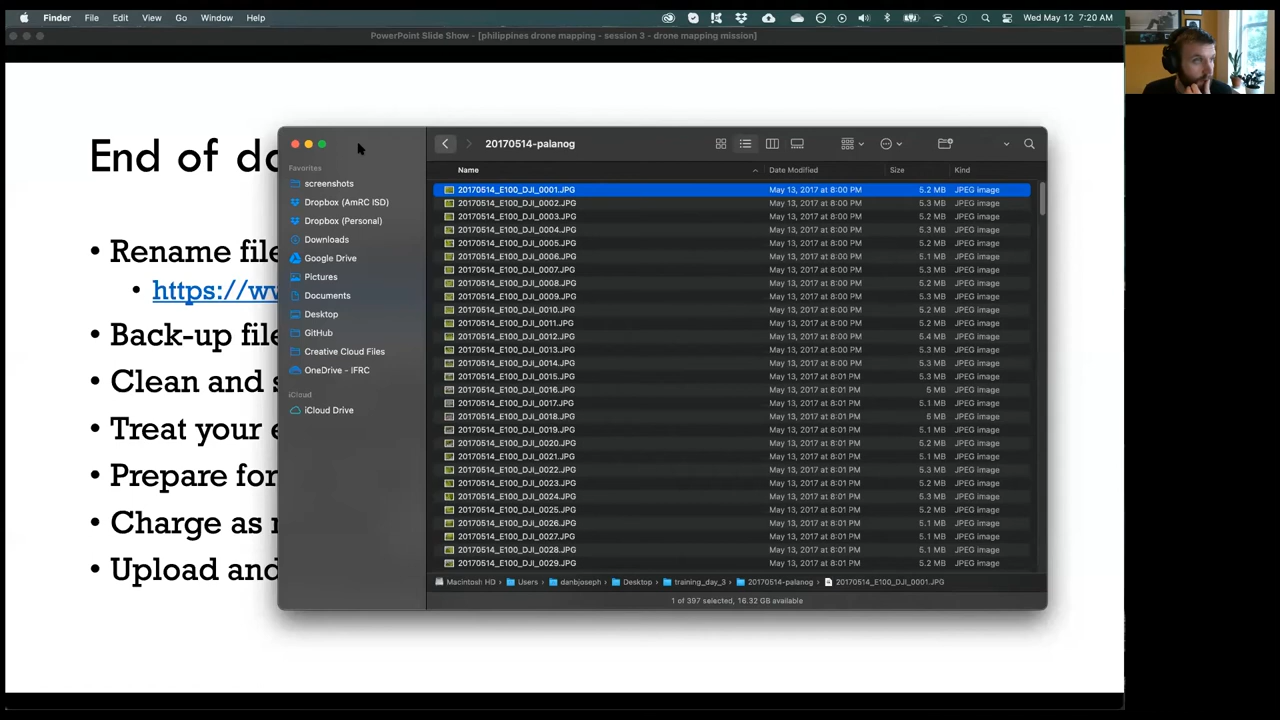 Finder File Edit View Go Window Help Wed May 12 7:20 AM
PowerPoint Slide Show - [philippines drone mapping - session 3 - drone mapping mission]
End of d
• Rename file
• https://w
• Back-up file
• Clean and s
• Treat your e
• Prepare for
• Charge as
• Upload and
20170514-palanog
Favorites
screenshots
Dropbox (AmRC ISD)
Dropbox (Personal)
Downloads
Google Drive
Pictures
Documents
Desktop
GitHub
Creative Cloud Files
OneDrive - IFRC
iCloud
iCloud Drive
Name Date Modified Size Kind
20170514_E100_DJI_0001.JPG May 13, 2017 at 8:00 PM 5.2 MB JPEG image
20170514_E100_DJI_0002.JPG May 13, 2017 at 8:00 PM 5.3 MB JPEG image
20170514_E100_DJI_0003.JPG May 13, 2017 at 8:00 PM 5.2 MB JPEG image
20170514_E100_DJI_0004.JPG May 13, 2017 at 8:00 PM 5.3 MB JPEG image
20170514_E100_DJI_0005.JPG May 13, 2017 at 8:00 PM 5.2 MB JPEG image
20170514_E100_DJI_0006.JPG May 13, 2017 at 8:00 PM 5.1 MB JPEG image
20170514_E100_DJI_0007.JPG May 13, 2017 at 8:00 PM 5.1 MB JPEG image
20170514_E100_DJI_0008.JPG May 13, 2017 at 8:00 PM 5.2 MB JPEG image
20170514_E100_DJI_0009.JPG May 13, 2017 at 8:00 PM 5.2 MB JPEG image
20170514_E100_DJI_0010.JPG May 13, 2017 at 8:00 PM 5.2 MB JPEG image
20170514_E100_DJI_0011.JPG May 13, 2017 at 8:00 PM 5.1 MB JPEG image
20170514_E100_DJI_0012.JPG May 13, 2017 at 8:00 PM 5.2 MB JPEG image
20170514_E100_DJI_0013.JPG May 13, 2017 at 8:00 PM 5.2 MB JPEG image
20170514_E100_DJI_0014.JPG May 13, 2017 at 8:00 PM 5.1 MB JPEG image
20170514_E100_DJI_0015.JPG May 13, 2017 at 8:00 PM 5.1 MB JPEG image
20170514_E100_DJI_0016.JPG May 13, 2017 at 8:01 PM 5 MB JPEG image
20170514_E100_DJI_0017.JPG May 13, 2017 at 8:01 PM 5.1 MB JPEG image
20170514_E100_DJI_0018.JPG May 13, 2017 at 8:01 PM 5 MB JPEG image
20170514_E100_DJI_0019.JPG May 13, 2017 at 8:01 PM 5.1 MB JPEG image
20170514_E100_DJI_0020.JPG May 13, 2017 at 8:01 PM 5.2 MB JPEG image
20170514_E100_DJI_0021.JPG May 13, 2017 at 8:01 PM 5.1 MB JPEG image
20170514_E100_DJI_0022.JPG May 13, 2017 at 8:01 PM 5.3 MB JPEG image
20170514_E100_DJI_0023.JPG May 13, 2017 at 8:01 PM 5.1 MB JPEG image
20170514_E100_DJI_0024.JPG May 13, 2017 at 8:01 PM 5.3 MB JPEG image
20170514_E100_DJI_0025.JPG May 13, 2017 at 8:01 PM 5.2 MB JPEG image
20170514_E100_DJI_0026.JPG May 13, 2017 at 8:01 PM 5.1 MB JPEG image
20170514_E100_DJI_0027.JPG May 13, 2017 at 8:01 PM 5.1 MB JPEG image
20170514_E100_DJI_0028.JPG May 13, 2017 at 8:01 PM 5.2 MB JPEG image
20170514_E100_DJI_0029.JPG May 13, 2017 at 8:01 PM 5.2 MB JPEG image
Macintosh HD › Users › danbjoseph › Desktop › training_day_3 › 20170514-palanog › 20170514_E100_DJI_0001.JPG
1 of 397 selected, 16.32 GB available